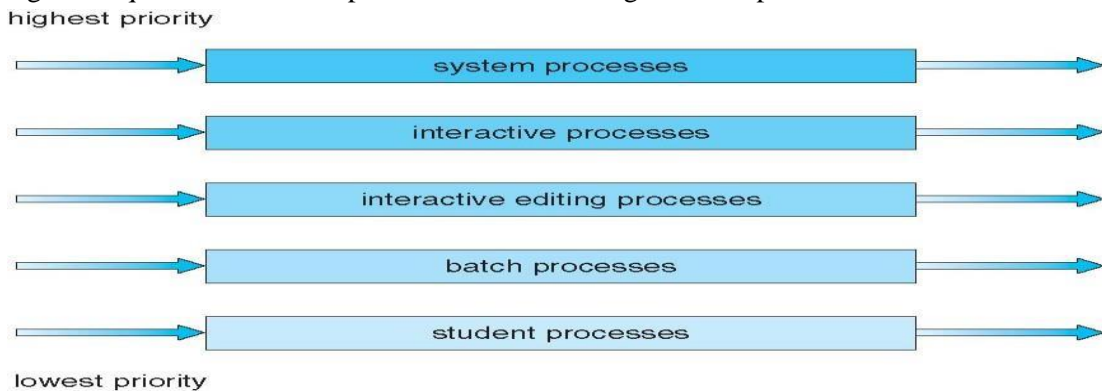 highest priority
system processes
interactive processes
interactive editing processes
batch processes
student processes
lowest priority